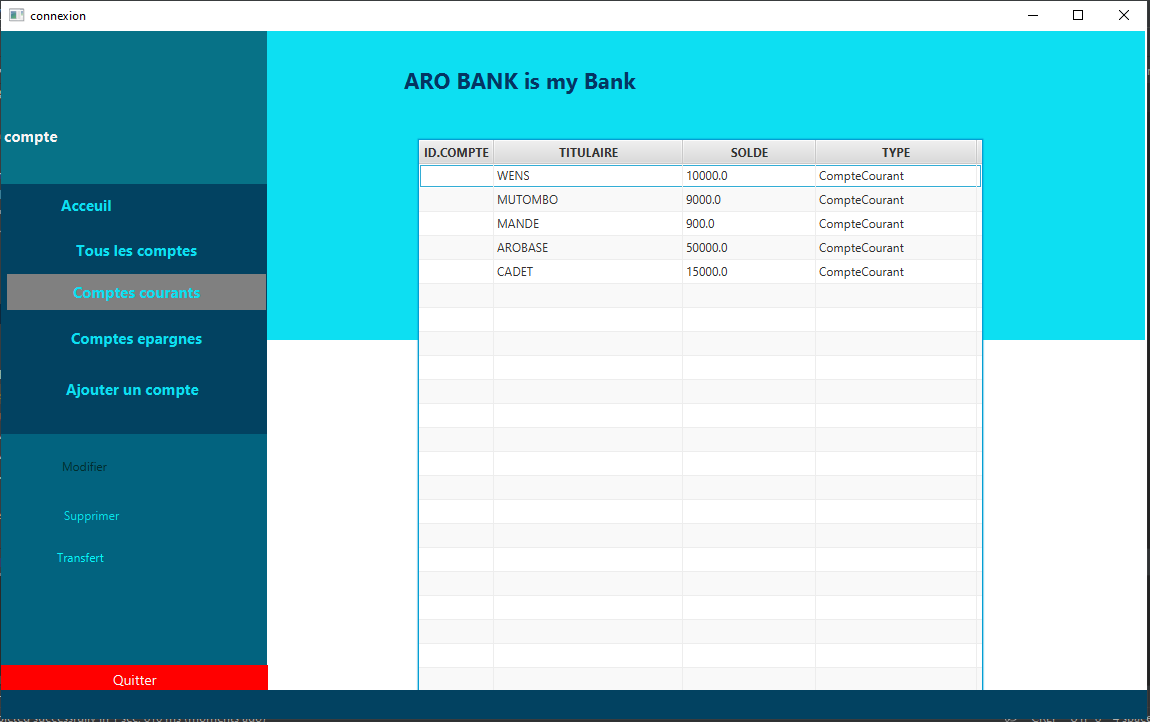 connexion
ARO BANK is my Bank
compte
Acceuil
Tous les comptes
Comptes courants
Comptes epargnes
Ajouter un compte
Modifier
Supprimer
Transfert
Quitter
ID.COMPTE TITULAIRE SOLDE TYPE
WENS 10000.0 CompteCourant
MUTOMBO 9000.0 CompteCourant
MANDE 900.0 CompteCourant
AROBASE 50000.0 CompteCourant
CADET 15000.0 CompteCourant